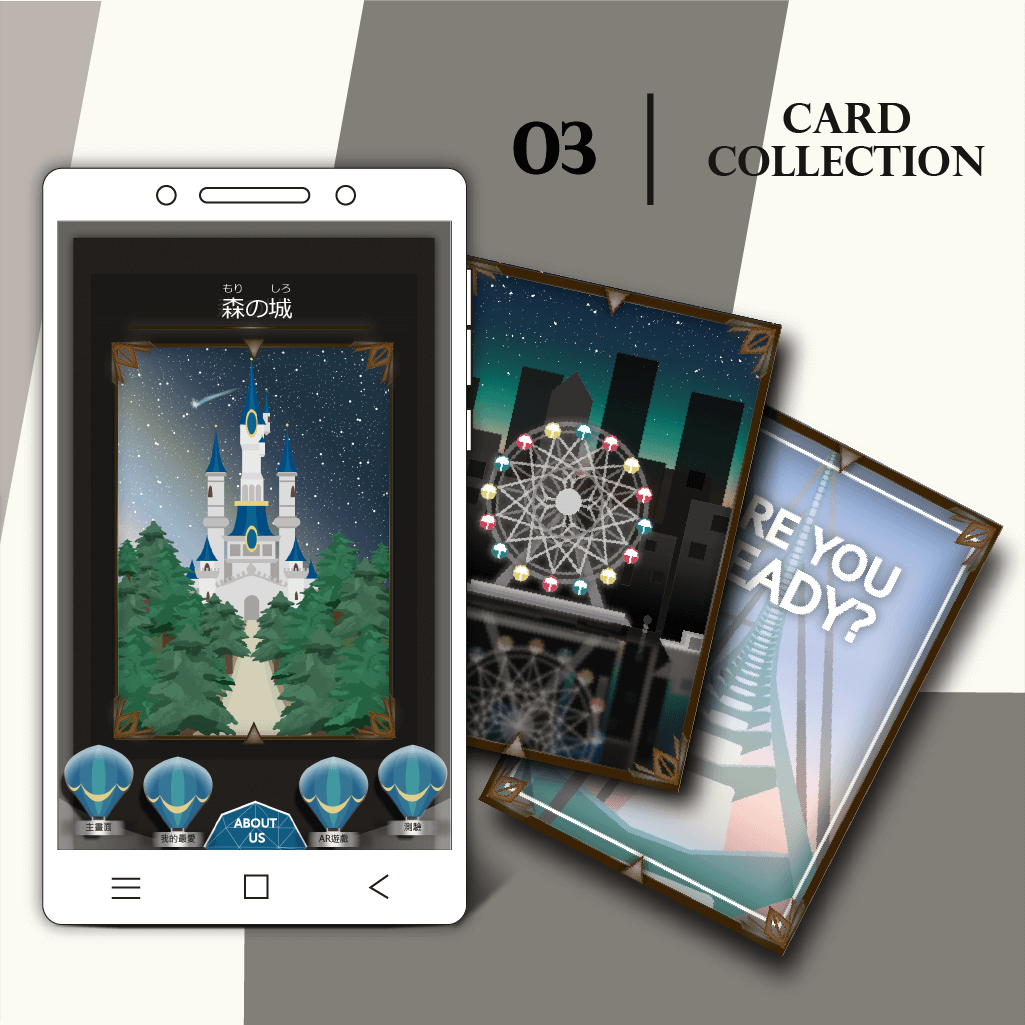 03
CARD
COLLECTION
もり しろ
森の城
RE YOU
EADY?
主畫面
我的最愛
ABOUT
US
AR遊戲
測驗